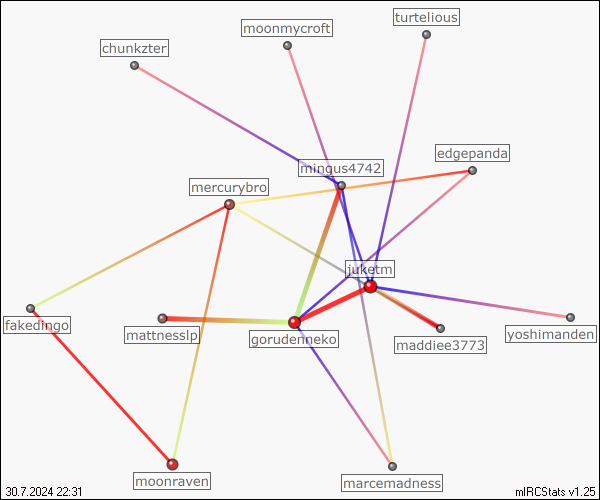 turtelious
moonmycroft
chunkzter
edgepanda
mingus4742
mercurybro
juketm
fakedingo
mattnesslp
gorudenneko
maddiee3773
yoshimanden
moonraven
marcemadness
30.7.2024 22:31
mIRCStats v1.25